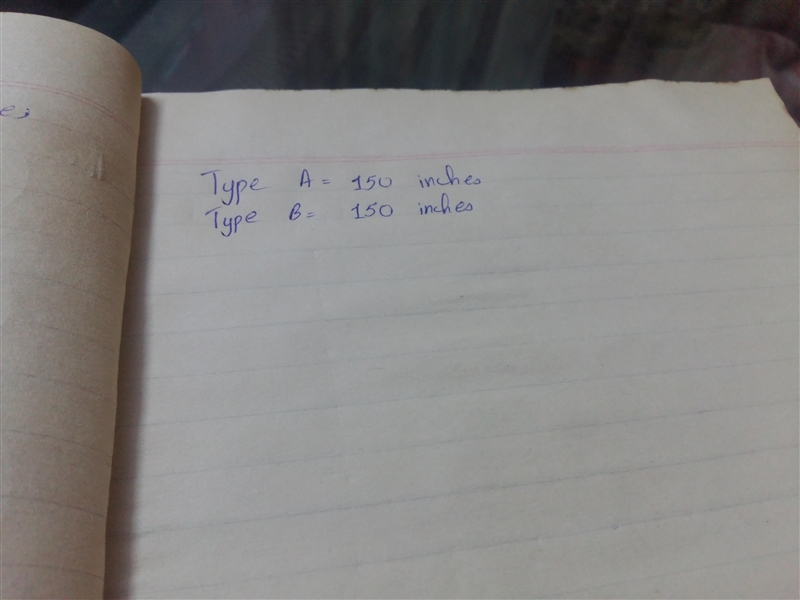 Type A = 150 inches
Type B = 150 inches